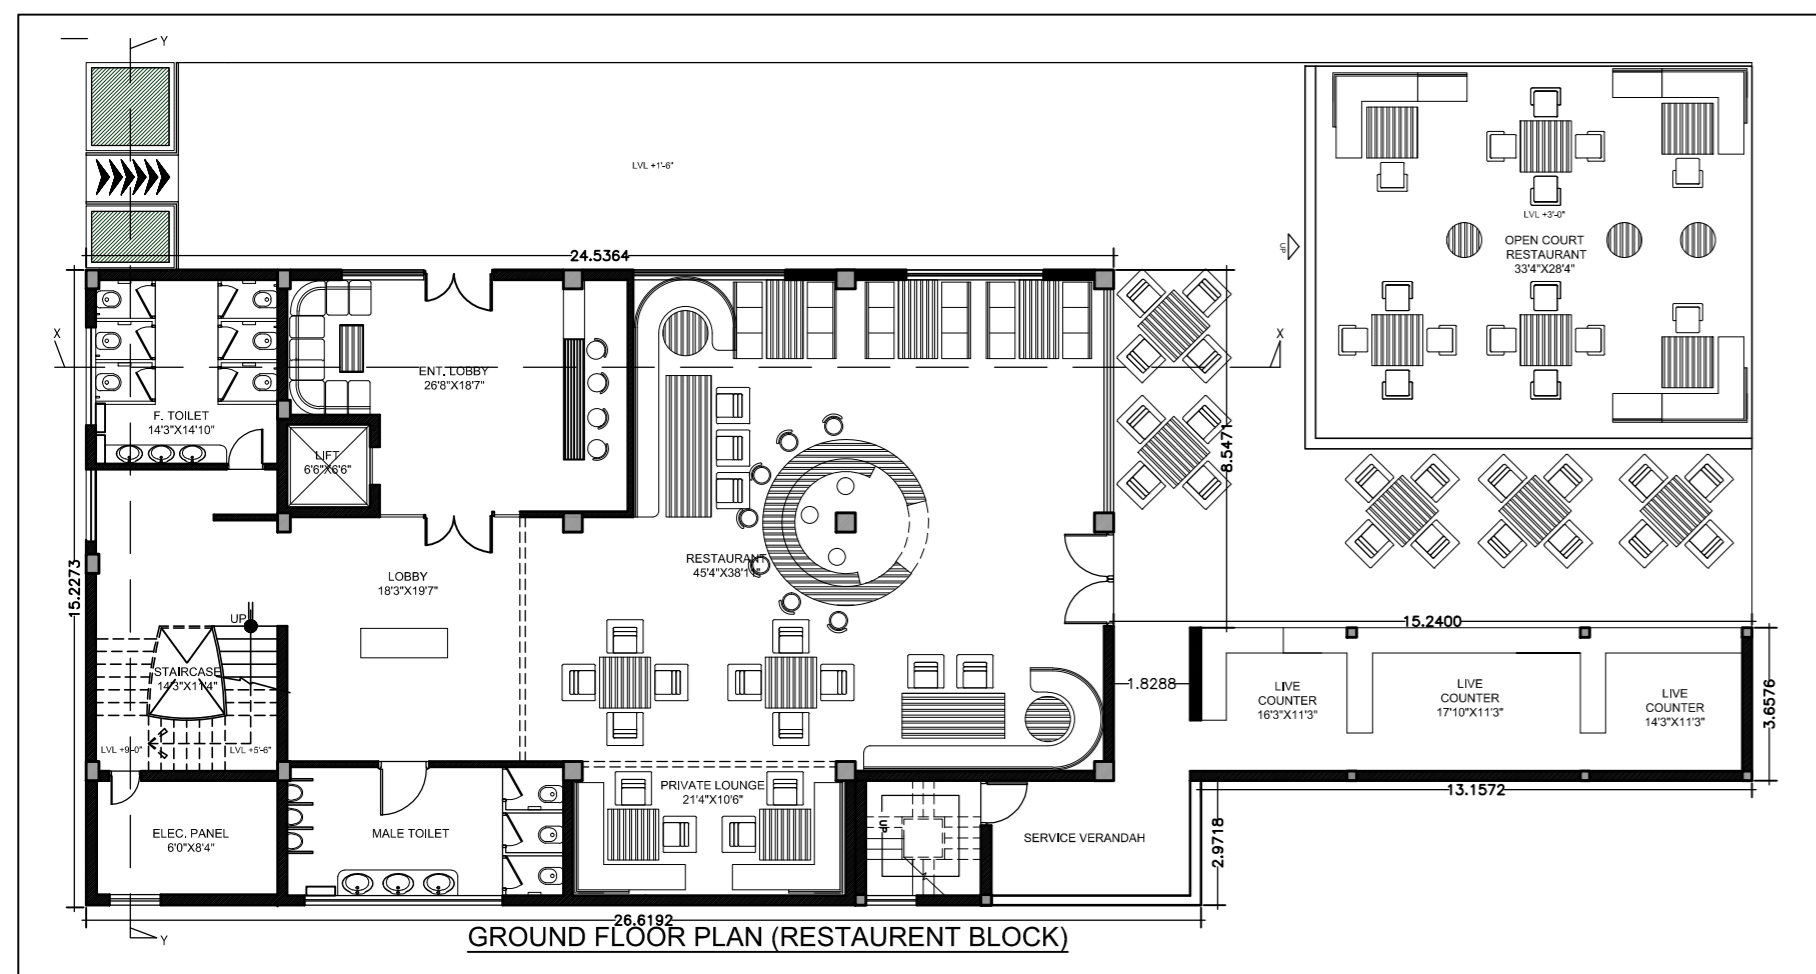 Y
LVL +1'-6"
LVL +3'-0"
UP
OPEN COURT
RESTAURANT
33'4"X28'4"
24.5364
X
X
ENT. LOBBY
26'8"X18'7"
F. TOILET
14'3"X14'10"
8.5471
LIFT
6'6"X6'6"
RESTAURANT
45'4"X38'11"
LOBBY
18'3"X19'7"
15.2273
UP
15.2400
STAIRCASE
14'3"X11'4"
1.8288
LIVE
COUNTER
16'3"X11'3"
LIVE
COUNTER
17'10"X11'3"
LIVE
COUNTER
14'3"X11'3"
3.6576
LVL +9'-0"
LVL +5'-6"
PRIVATE LOUNGE
21'4"X10'6"
13.1572
ELEC. PANEL
6'0"X8'4"
MALE TOILET
UP
SERVICE VERANDAH
2.9718
26.6192
Y
GROUND FLOOR PLAN (RESTAURENT BLOCK)